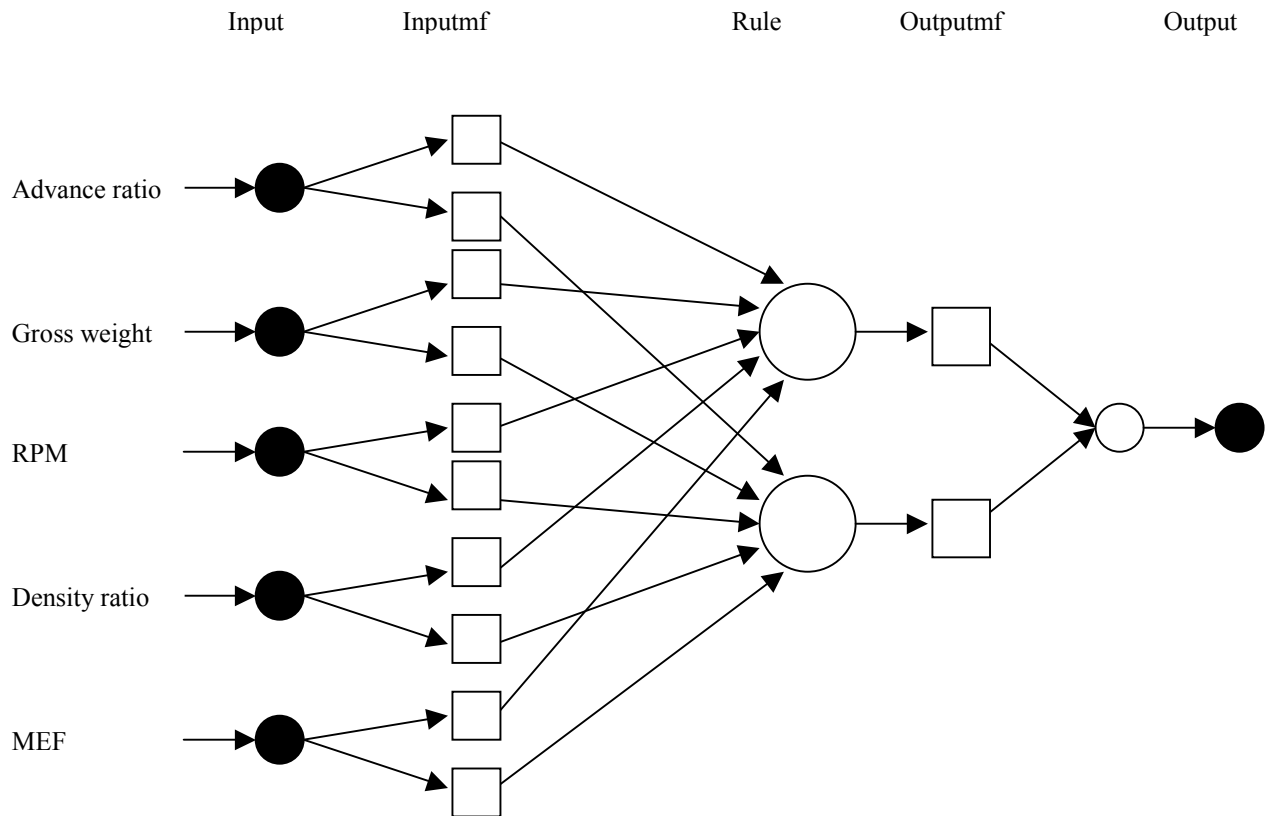 Input Inputmf Rule Outputmf Output
Advance ratio
Gross weight
RPM
Density ratio
MEF